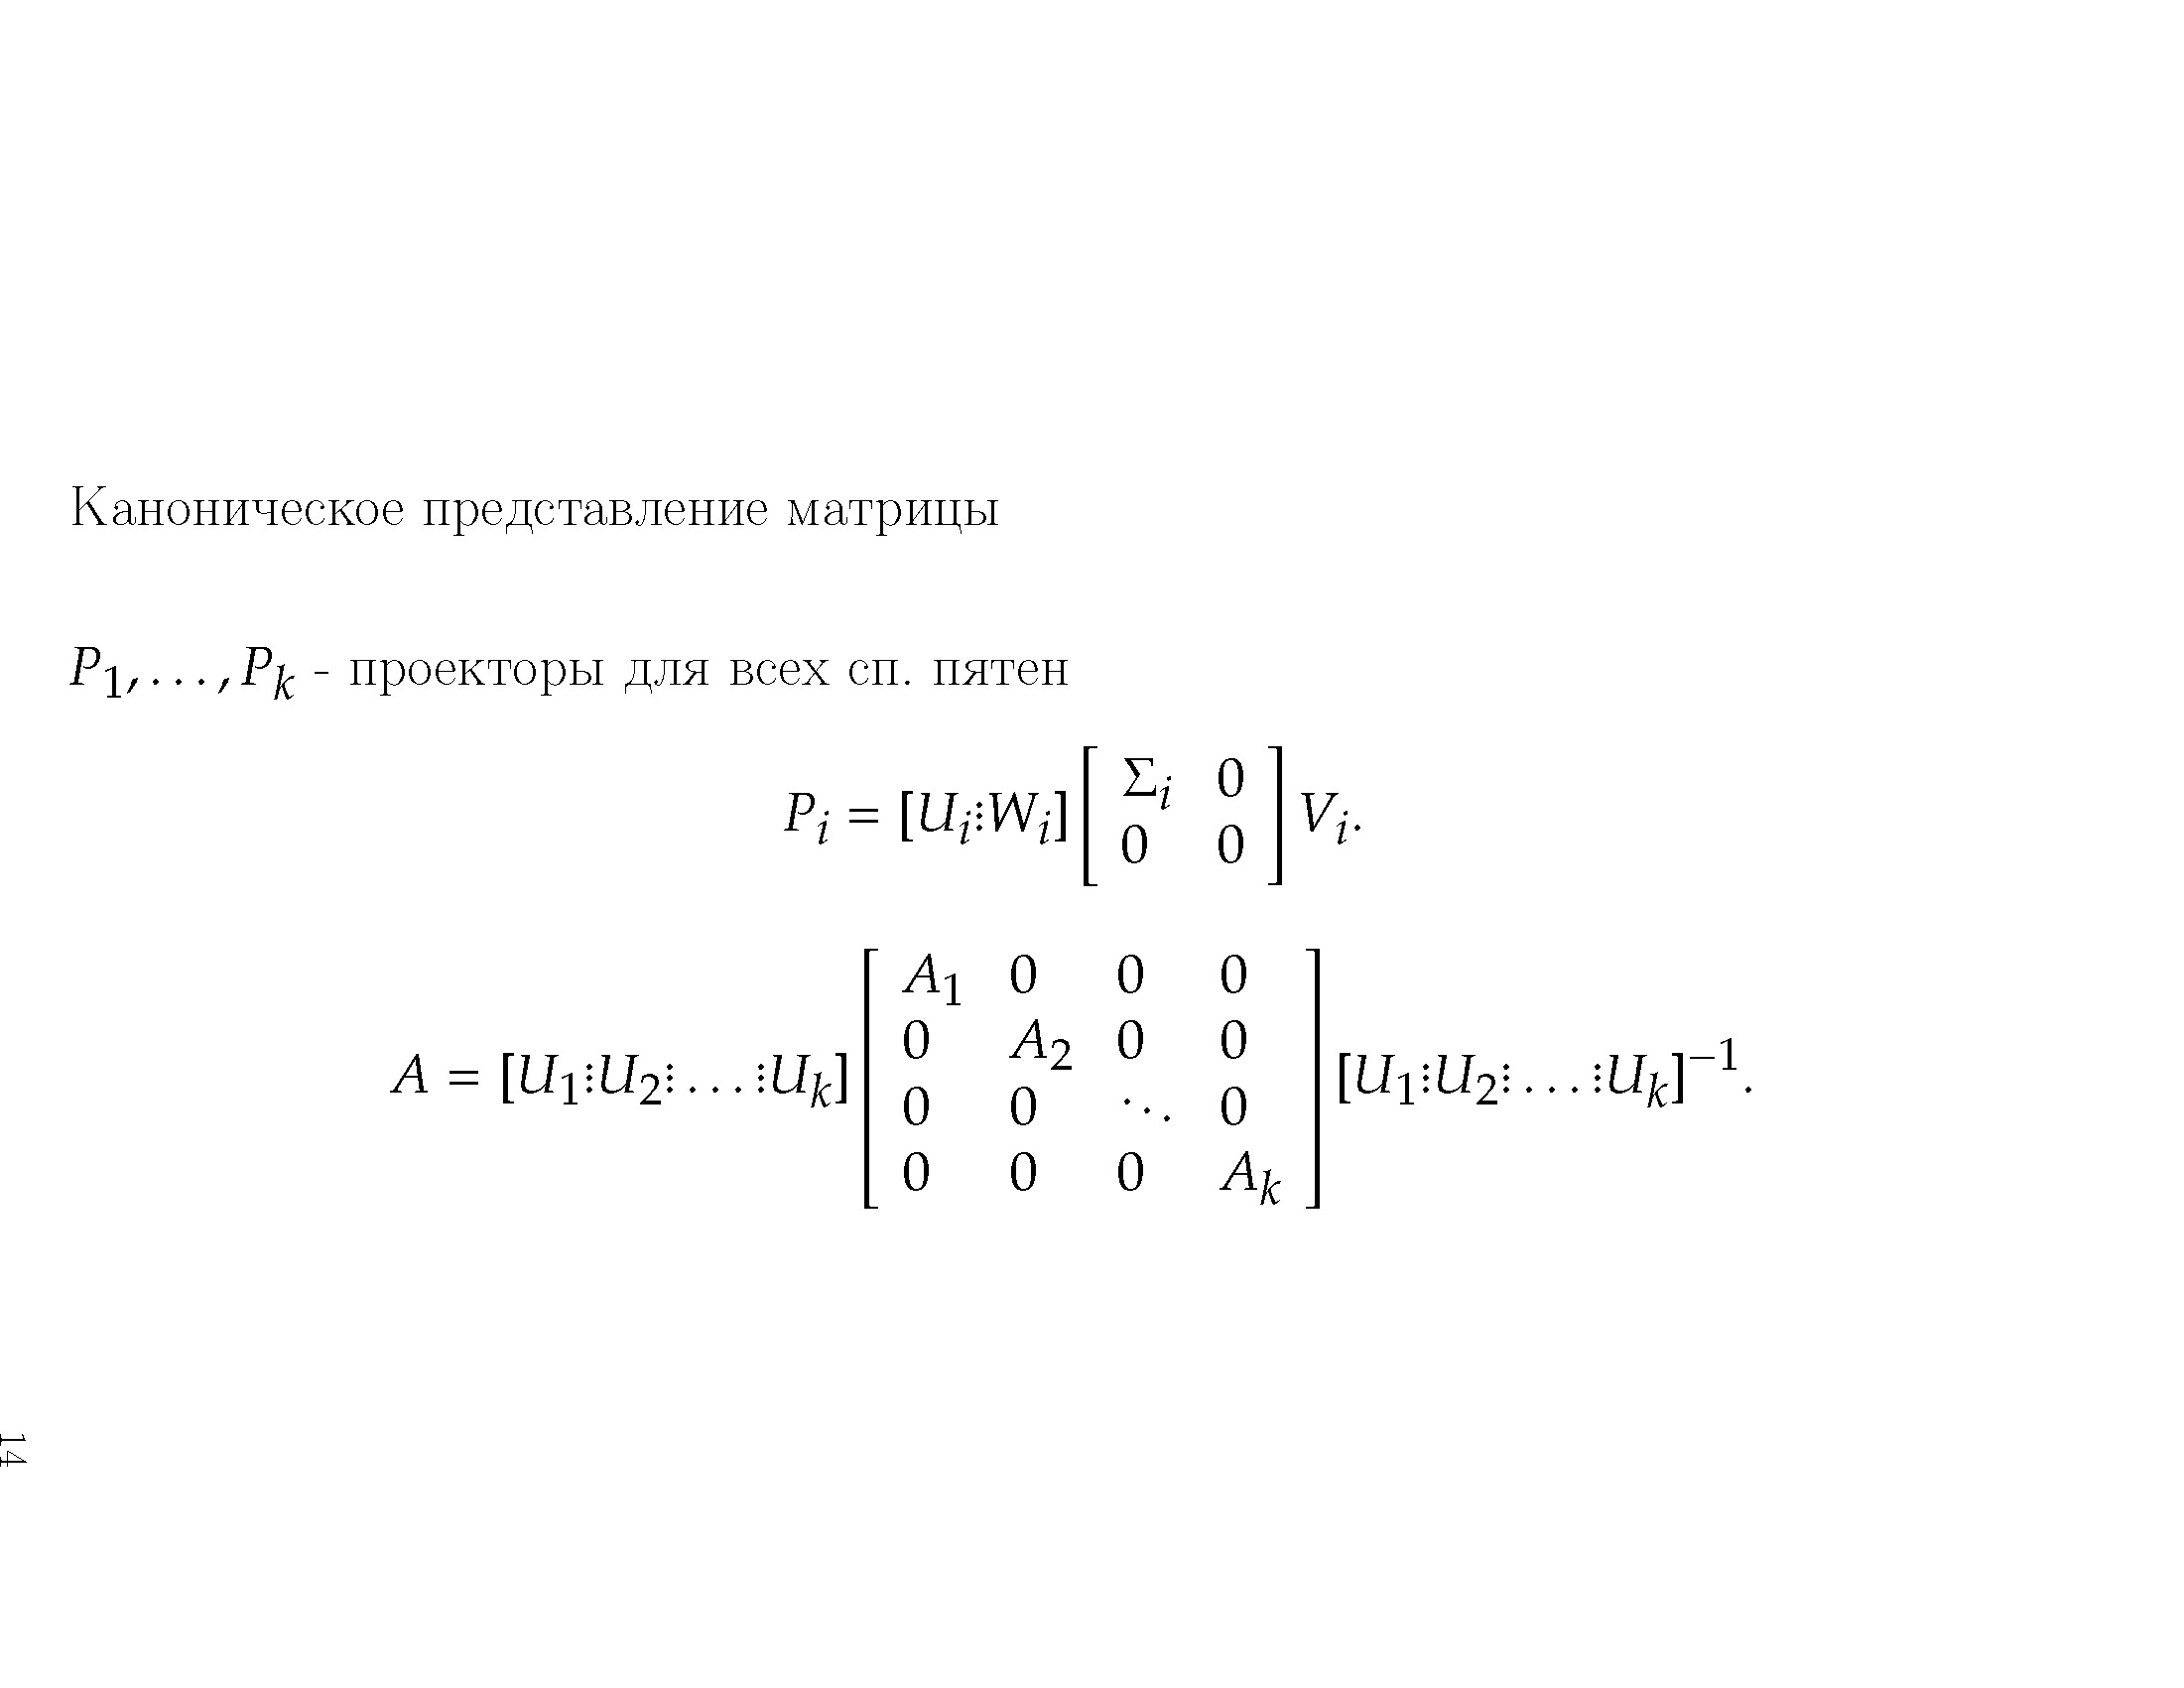 Каноническое представление матрицы
P_1, ..., P_k - проекторы для всех сп. пятен
P_i = [U_i⋮W_i] [ Σ_i 0 ; 0 0 ] V_i.
A = [U_1⋮U_2⋮...⋮U_k] [ A_1 0 0 0 ; 0 A_2 0 0 ; 0 0 ⋱ 0 ; 0 0 0 A_k ] [U_1⋮U_2⋮...⋮U_k]^{-1}.
14